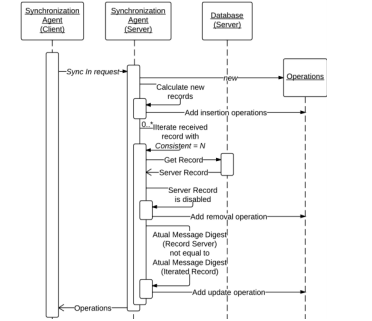 Synchronization
Agent
(Client)
Synchronization
Agent
(Server)
Database
(Server)
Sync In request
new
Operations
Calculate new
records
Add insertion operations
0..*
Iterate received
record with
Consistent = N
Get Record
Server Record
Server Record
is disabled
Add removal operation
Atual Message Digest
(Record Server)
not equal to
Atual Message Digest
(Iterated Record)
Add update operation
Operations